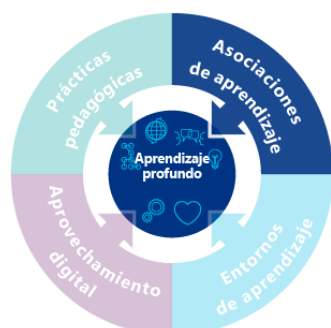 Prácticas
pedagógicas
Asociaciones
de aprendizaje
Aprendizaje
profundo
Aprovechamiento
digital
Entornos
de aprendizaje